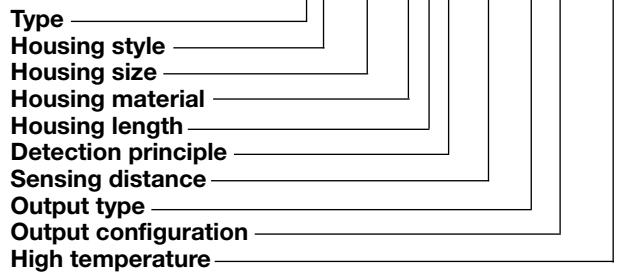 Type
Housing style
Housing size
Housing material
Housing length
Detection principle
Sensing distance
Output type
Output configuration
High temperature